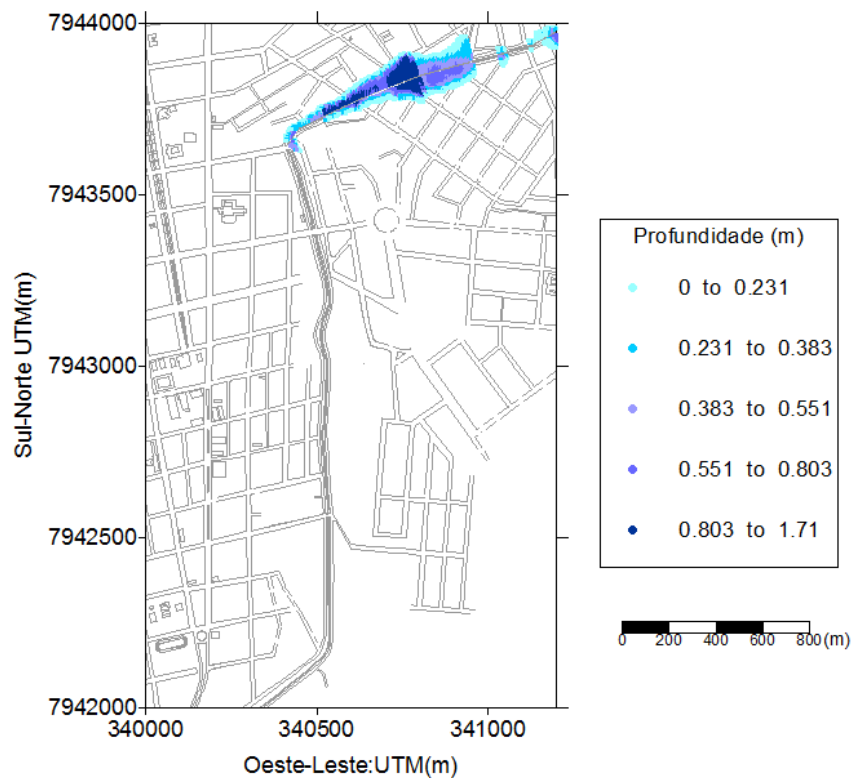 7944000
7943500
7943000
7942500
7942000
Sul-Norte UTM(m)
340000
340500
341000
Oeste-Leste:UTM(m)
Profundidade (m)
0 to 0.231
0.231 to 0.383
0.383 to 0.551
0.551 to 0.803
0.803 to 1.71
0 200 400 600 800(m)